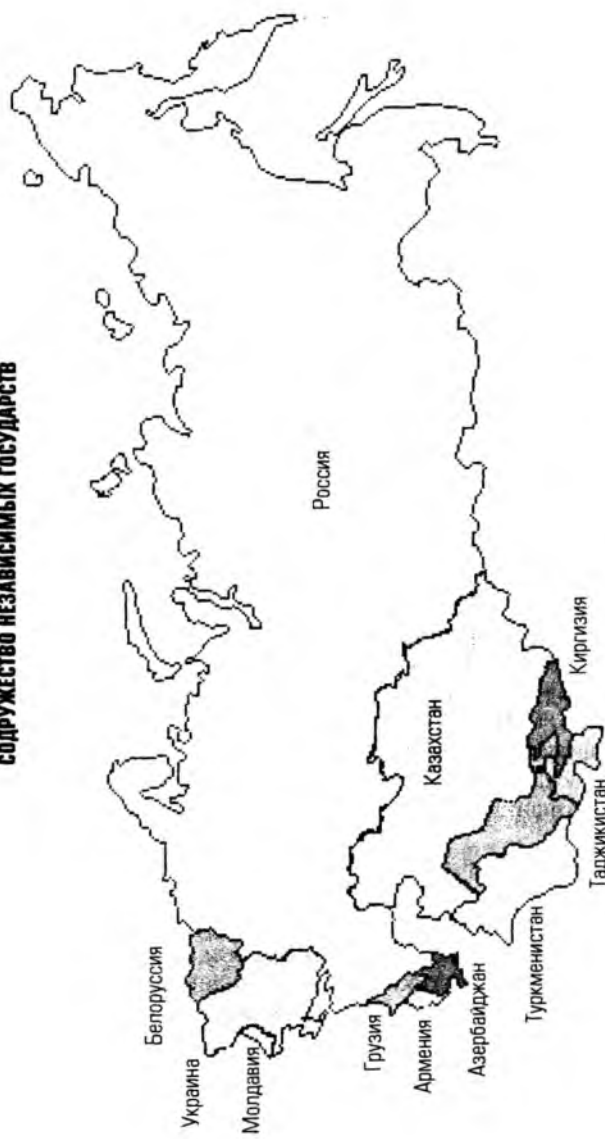 СОДРУЖЕСТВО НЕЗАВИСИМЫХ ГОСУДАРСТВ
Белоруссия
Украина
Молдавия
Грузия
Армения
Азербайджан
Россия
Казахстан
Туркменистан
Таджикистан
Киргизия